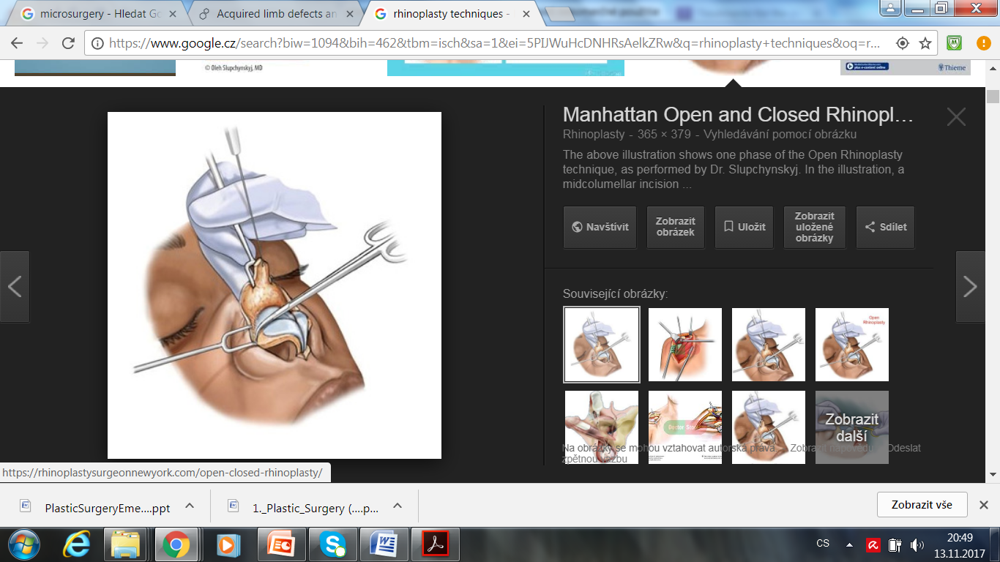 microsurgery - Hledat Go
Acquired limb defects an
rhinoplasty techniques -
https://www.google.cz/search?biw=1094&bih=462&tbm=isch&sa=1&ei=5PIJWuHcDNHRsAelkZRw&q=rhinoplasty+techniques&oq=r...
© Oleh Slupchynskyj, MD
plus e-content online
Thieme
Manhattan Open and Closed Rhinopl...
Rhinoplasty - 365 × 379 - Vyhledávání pomocí obrázku
The above illustration shows one phase of the Open Rhinoplasty
technique, as performed by Dr. Slupchynskyj. In the illustration, a
midcolumellar incision ...
Navštívit
Zobrazit
obrázek
Uložit
Zobrazit
uložené
obrázky
Sdílet
Související obrázky:
Open
Rhinoplasty
Doctor Sto
Zobrazit
další
Na obrázky se mohou vztahovat autorská práva. Zobrazit nápovědu Odeslat
zpětnou vazbu
https://rhinoplastysurgeonnewyork.com/open-closed-rhinoplasty/
PlasticSurgeryEme....ppt
1._Plastic_Surgery (....p...
Zobrazit vše
CS
20:49
13.11.2017